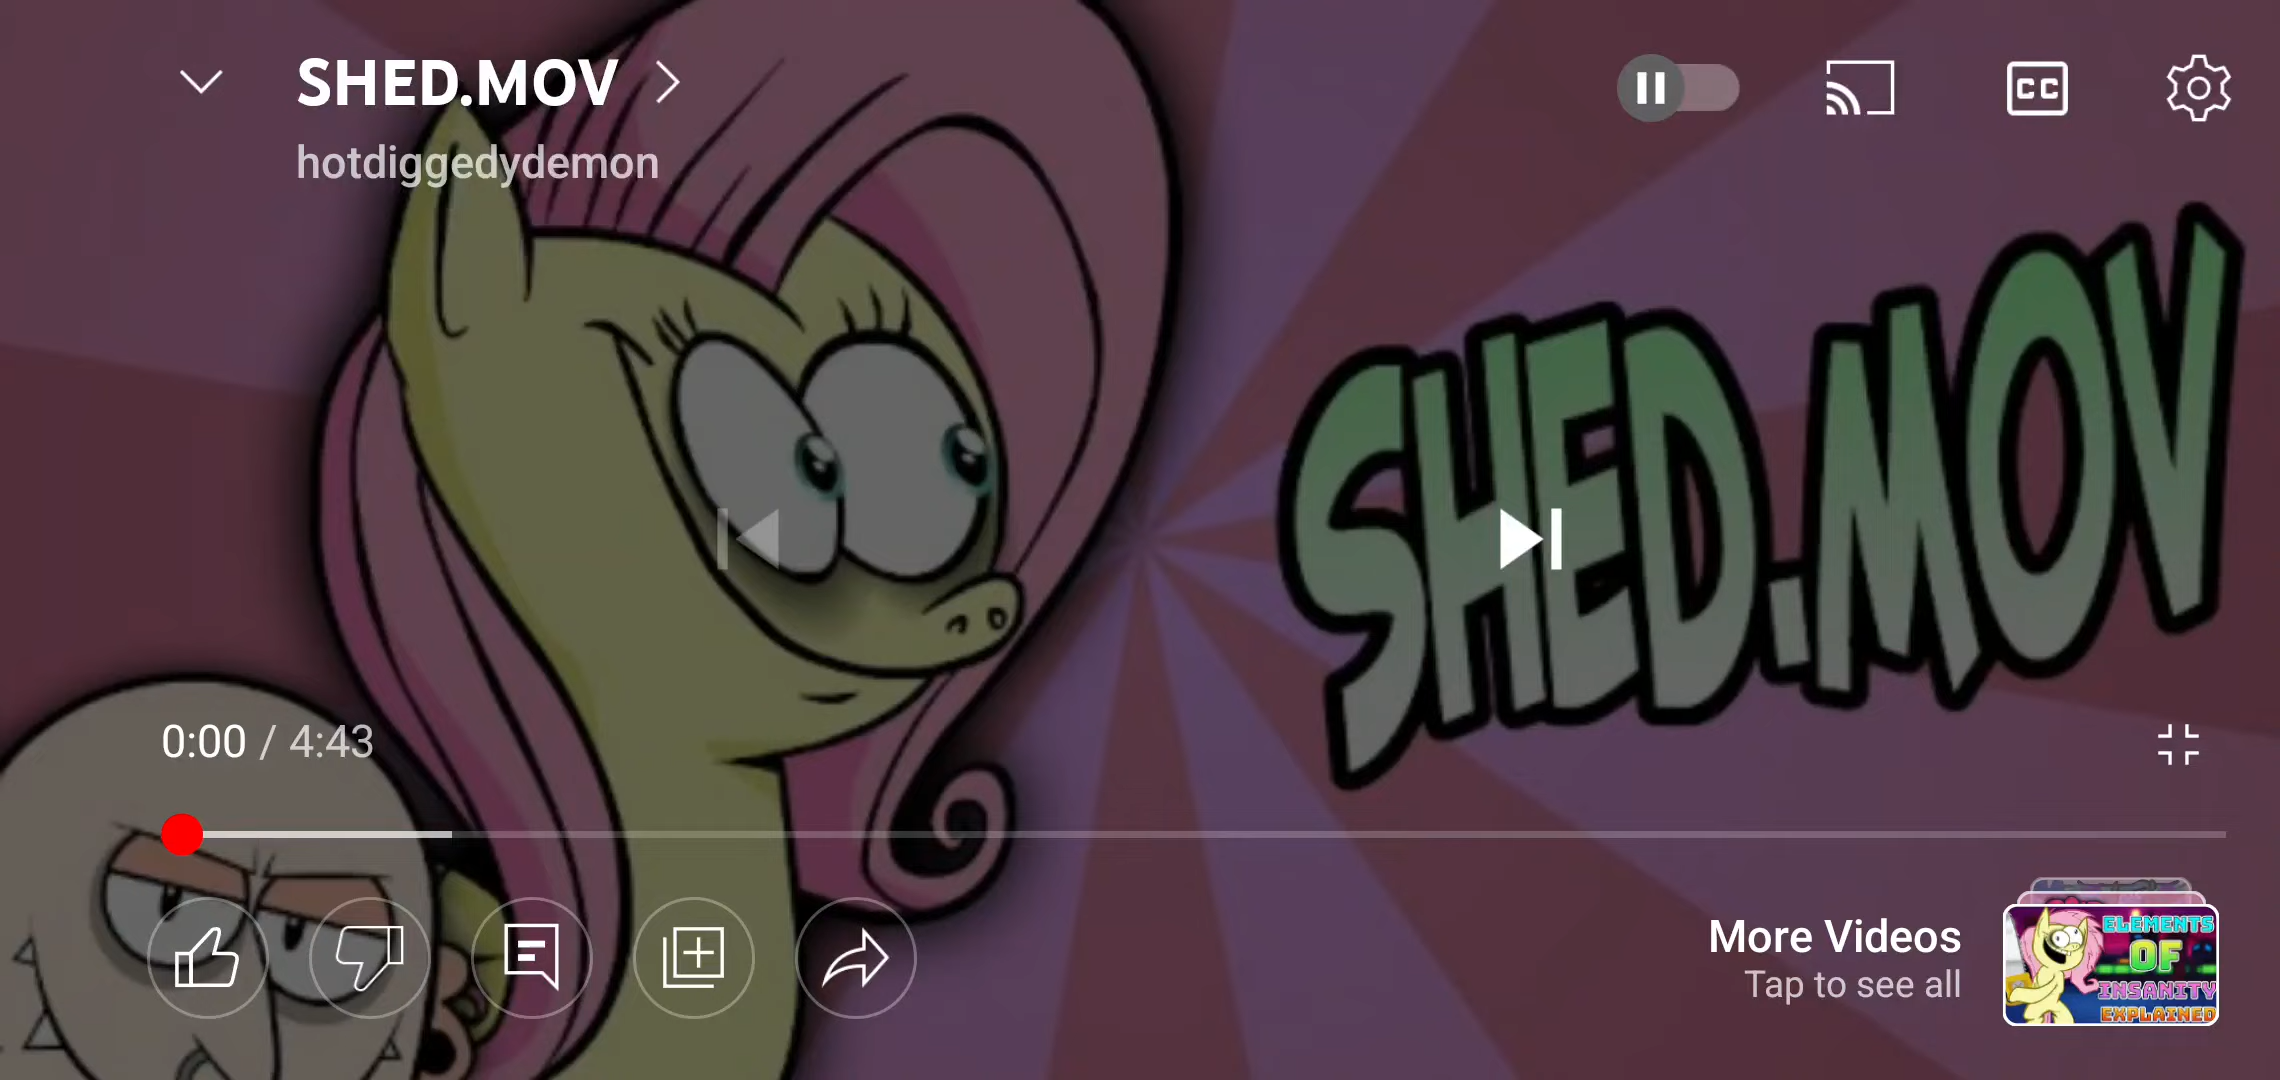 SHED.MOV
hotdiggedydemon
CC
SHED.MOV
0:00 / 4:43
More Videos
Tap to see all
ELEMENTS
OF
INSANITY
EXPLAINED